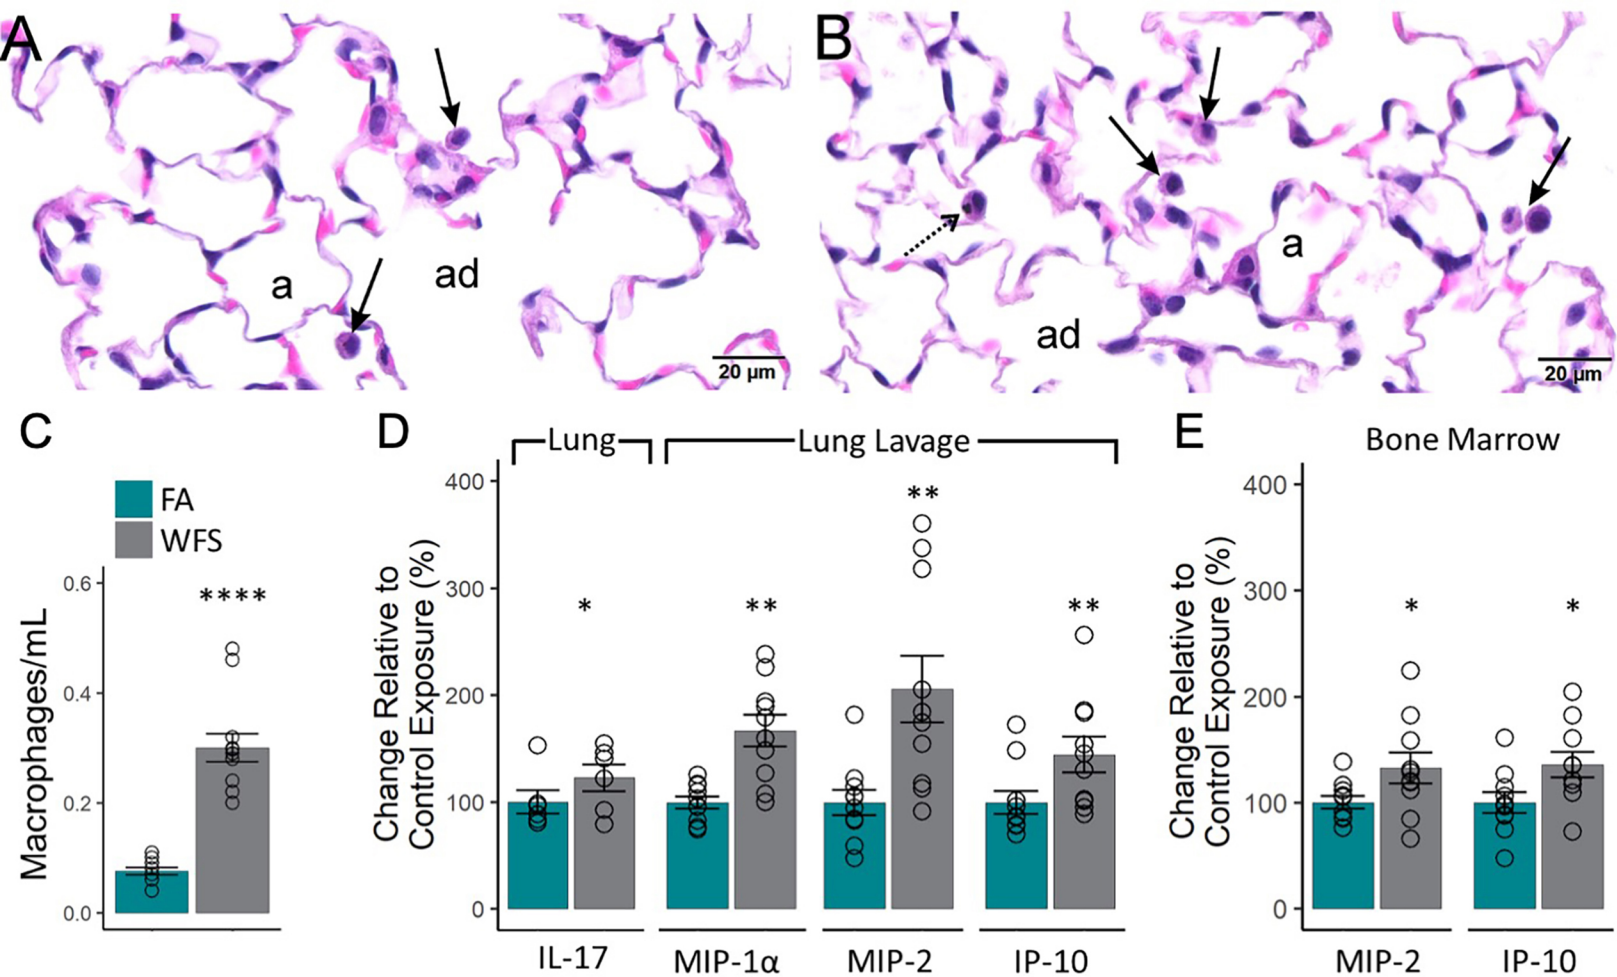 A
B
a
ad
20 µm
a
ad
20 µm
C
D
E
Lung
Lung Lavage
Bone Marrow
FA
WFS
Macrophages/mL
0.6
0.4
0.2
0.0
****
Change Relative to
Control Exposure (%)
400
300
200
100
0
*
**
**
**
IL-17
MIP-1α
MIP-2
IP-10
Change Relative to
Control Exposure (%)
400
300
200
100
0
*
*
MIP-2
IP-10